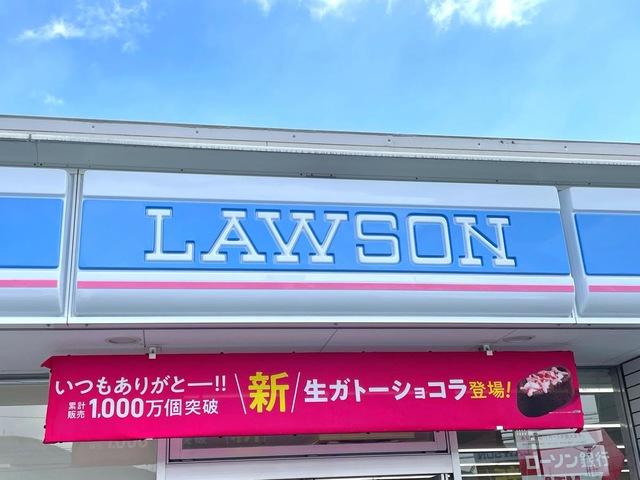 LAWSON
いつもありがとー!!
累計販売 1,000万個突破
\新/
生ガトーショコラ登場!
ローソン銀行
ATM